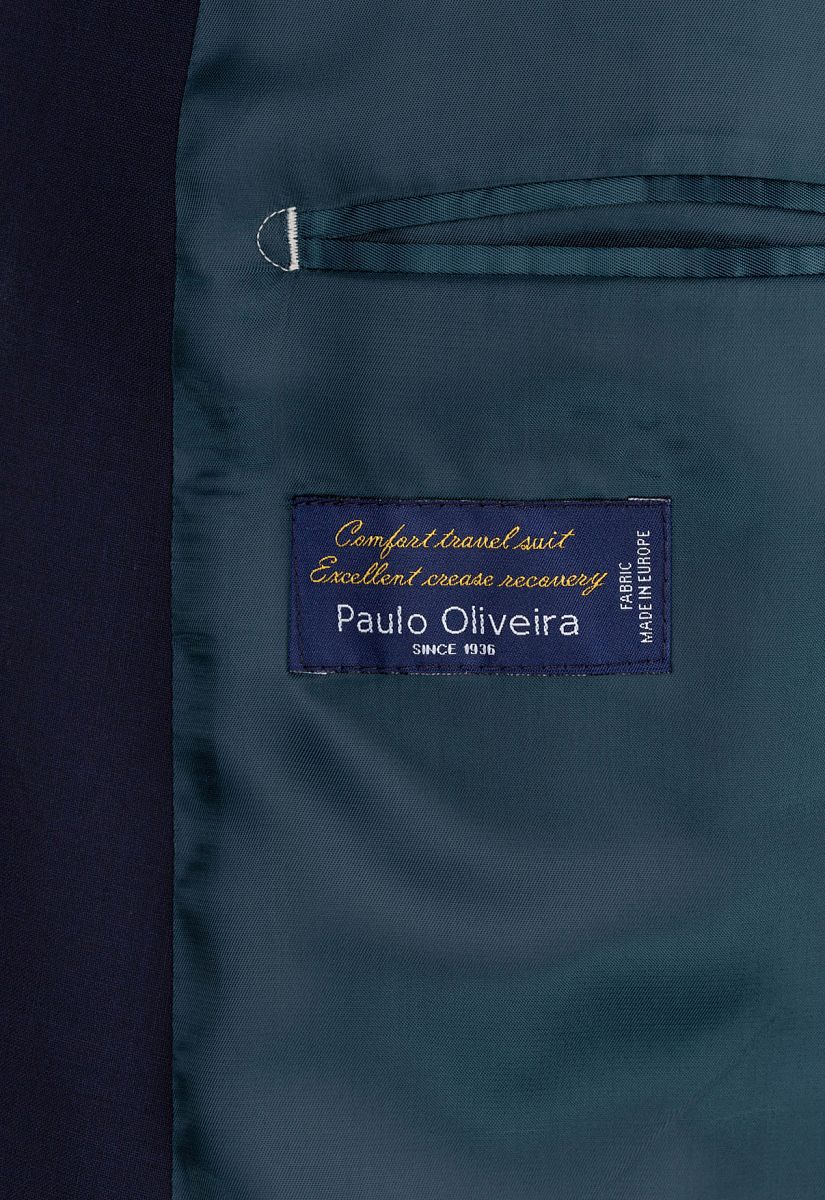 Comfort travel suit
Excellent crease recovery
Paulo Oliveira
SINCE 1936
FABRIC
MADE IN EUROPE